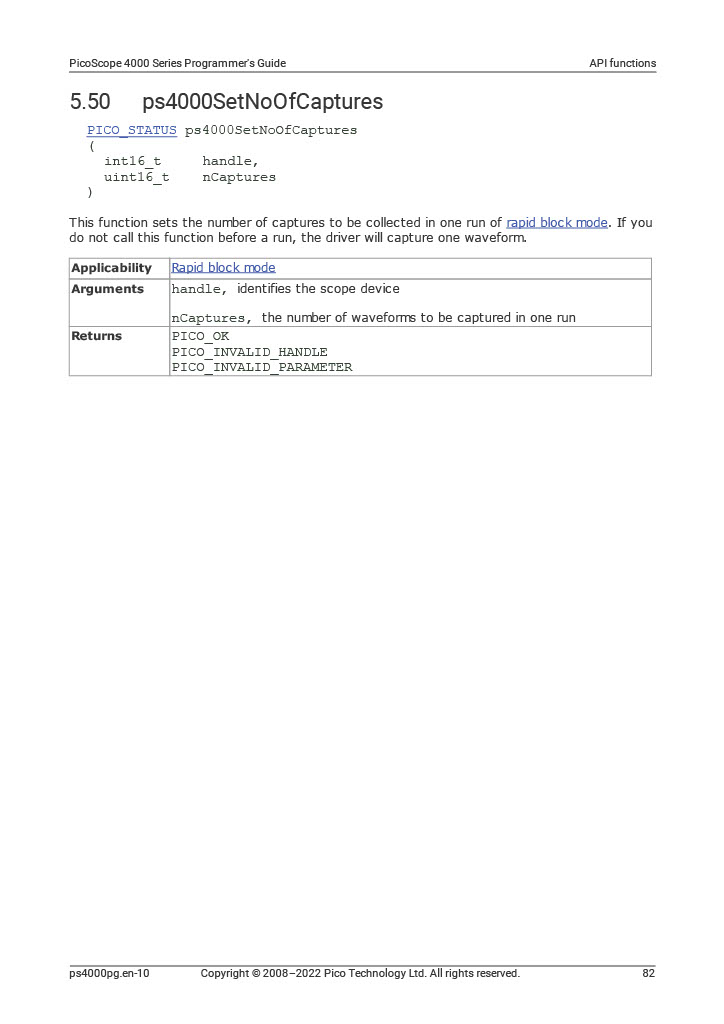 PicoScope 4000 Series Programmer's Guide API functions
5.50 ps4000SetNoOfCaptures
PICO_STATUS ps4000SetNoOfCaptures
(
int16_t handle,
uint16_t nCaptures
)
This function sets the number of captures to be collected in one run of rapid block mode. If you
do not call this function before a run, the driver will capture one waveform.
Applicability Rapid block mode
Arguments handle, identifies the scope device
nCaptures, the number of waveforms to be captured in one run
Returns PICO_OK
PICO_INVALID_HANDLE
PICO_INVALID_PARAMETER
ps4000pg.en-10 Copyright © 2008–2022 Pico Technology Ltd. All rights reserved. 82